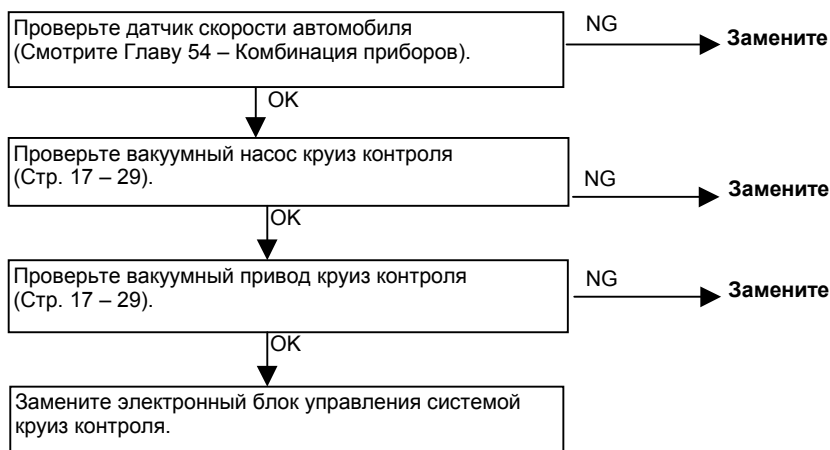 Проверьте датчик скорости автомобиля
(Смотрите Главу 54 – Комбинация приборов).
NG
Замените
OK
Проверьте вакуумный насос круиз контроля
(Стр. 17 – 29).
NG
Замените
OK
Проверьте вакуумный привод круиз контроля
(Стр. 17 – 29).
NG
Замените
OK
Замените электронный блок управления системой
круиз контроля.